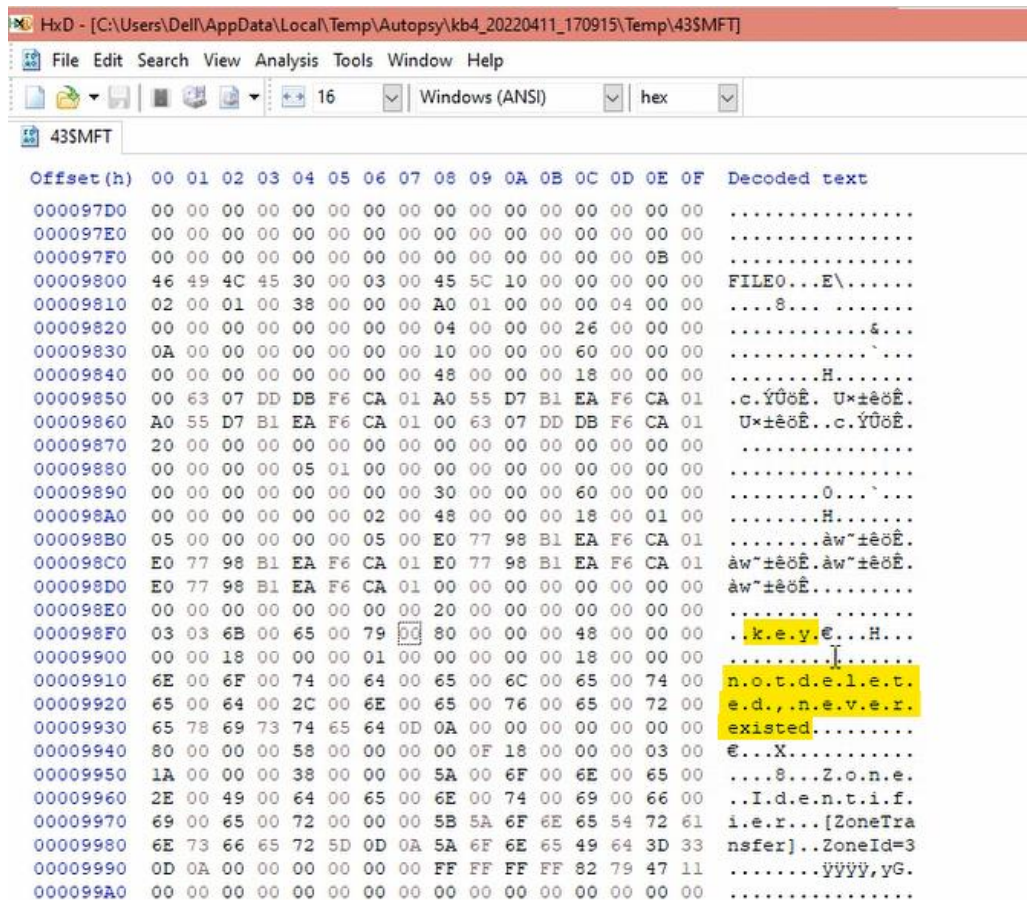 HxD - [C:\Users\Dell\AppData\Local\Temp\Autopsy\kb4_20220411_170915\Temp\43$MFT]
File Edit Search View Analysis Tools Window Help
16 Windows (ANSI) hex
43$MFT
Offset(h) 00 01 02 03 04 05 06 07 08 09 0A 0B 0C 0D 0E 0F Decoded text
000097D0 00 00 00 00 00 00 00 00 00 00 00 00 00 00 00 00 ................
000097E0 00 00 00 00 00 00 00 00 00 00 00 00 00 00 00 00 ................
000097F0 00 00 00 00 00 00 00 00 00 00 00 00 00 00 0B 00 ................
00009800 46 49 4C 45 30 00 03 00 45 5C 10 00 00 00 00 00 FILE0...E\......
00009810 02 00 01 00 38 00 00 00 A0 01 00 00 00 04 00 00 ....8... .......
00009820 00 00 00 00 00 00 00 00 04 00 00 00 26 00 00 00 ............&...
00009830 0A 00 00 00 00 00 00 00 10 00 00 00 60 00 00 00 ............`...
00009840 00 00 00 00 00 00 00 00 48 00 00 00 18 00 00 00 ........H.......
00009850 00 63 07 DD DB F6 CA 01 A0 55 D7 B1 EA F6 CA 01 .c.ÝÛöÊ. U×±êöÊ.
00009860 A0 55 D7 B1 EA F6 CA 01 00 63 07 DD DB F6 CA 01 U×±êöÊ..c.ÝÛöÊ.
00009870 20 00 00 00 00 00 00 00 00 00 00 00 00 00 00 00 ...............
00009880 00 00 00 00 05 01 00 00 00 00 00 00 00 00 00 00 ................
00009890 00 00 00 00 00 00 00 00 30 00 00 00 60 00 00 00 ........0...`...
000098A0 00 00 00 00 00 00 02 00 48 00 00 00 18 00 01 00 ........H.......
000098B0 05 00 00 00 00 00 05 00 E0 77 98 B1 EA F6 CA 01 ........àw˜±êöÊ.
000098C0 E0 77 98 B1 EA F6 CA 01 E0 77 98 B1 EA F6 CA 01 àw˜±êöÊ.àw˜±êöÊ.
000098D0 E0 77 98 B1 EA F6 CA 01 00 00 00 00 00 00 00 00 àw˜±êöÊ.........
000098E0 00 00 00 00 00 00 00 00 20 00 00 00 00 00 00 00 ........ .......
000098F0 03 03 6B 00 65 00 79 00 80 00 00 00 48 00 00 00 ..k.e.y.€...H...
00009900 00 00 18 00 00 00 01 00 00 00 00 00 18 00 00 00 ................
00009910 6E 00 6F 00 74 00 64 00 65 00 6C 00 65 00 74 00 n.o.t.d.e.l.e.t.
00009920 65 00 64 00 2C 00 6E 00 65 00 76 00 65 00 72 00 e.d.,.n.e.v.e.r.
00009930 65 78 69 73 74 65 64 0D 0A 00 00 00 00 00 00 00 existed.........
00009940 80 00 00 00 58 00 00 00 00 0F 18 00 00 00 03 00 €...X...........
00009950 1A 00 00 00 38 00 00 00 5A 00 6F 00 6E 00 65 00 ....8...Z.o.n.e.
00009960 2E 00 49 00 64 00 65 00 6E 00 74 00 69 00 66 00 ..I.d.e.n.t.i.f.
00009970 69 00 65 00 72 00 00 00 5B 5A 6F 6E 65 54 72 61 i.e.r...[ZoneTra
00009980 6E 73 66 65 72 5D 0D 0A 5A 6F 6E 65 49 64 3D 33 nsfer]..ZoneId=3
00009990 0D 0A 00 00 00 00 00 00 FF FF FF FF 82 79 47 11 ........ÿÿÿÿ‚yG.
000099A0 00 00 00 00 00 00 00 00 00 00 00 00 00 00 00 00 ................